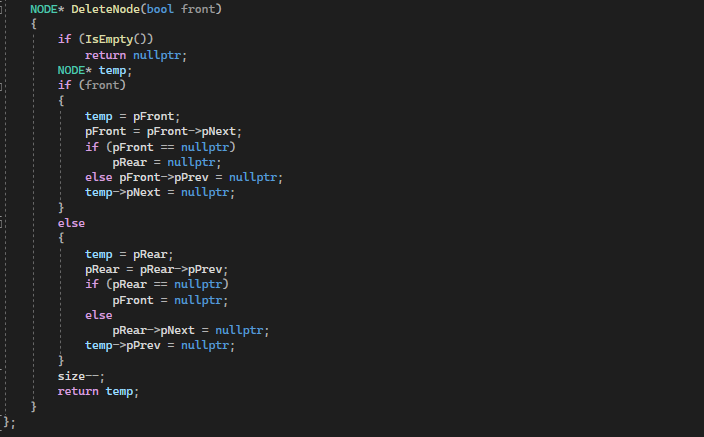 NODE* DeleteNode(bool front)
{
if (IsEmpty())
return nullptr;
NODE* temp;
if (front)
{
temp = pFront;
pFront = pFront->pNext;
if (pFront == nullptr)
pRear = nullptr;
else pFront->pPrev = nullptr;
temp->pNext = nullptr;
}
else
{
temp = pRear;
pRear = pRear->pPrev;
if (pRear == nullptr)
pFront = nullptr;
else
pRear->pNext = nullptr;
temp->pPrev = nullptr;
}
size--;
return temp;
}
};